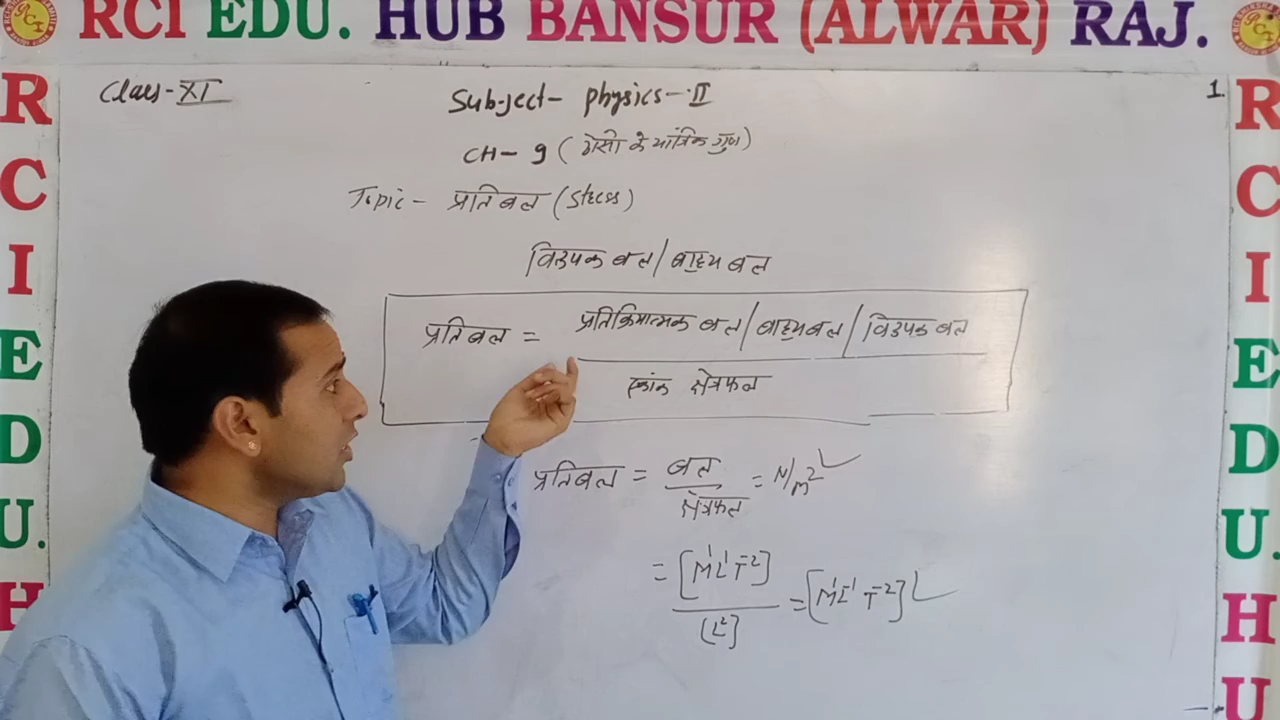 RCI EDU. HUB BANSUR (ALWAR) RAJ.
R C I E D U. H
Class-XI
Subject- physics-II
1.
CH-9 (ठोसो के यांत्रिक गुण)
Topic- प्रतिबल (Stress)
विरूपक बल/बाह्य बल
प्रतिबल = प्रतिक्रियात्मक बल/बाह्यबल/विरूपक बल
क्षेत्रफल
प्रतिबल = बल/क्षेत्रफल = N/m²
= [M¹L¹T⁻²]/[L²] = [M¹L⁻¹T⁻²]
R C I E D U. H U